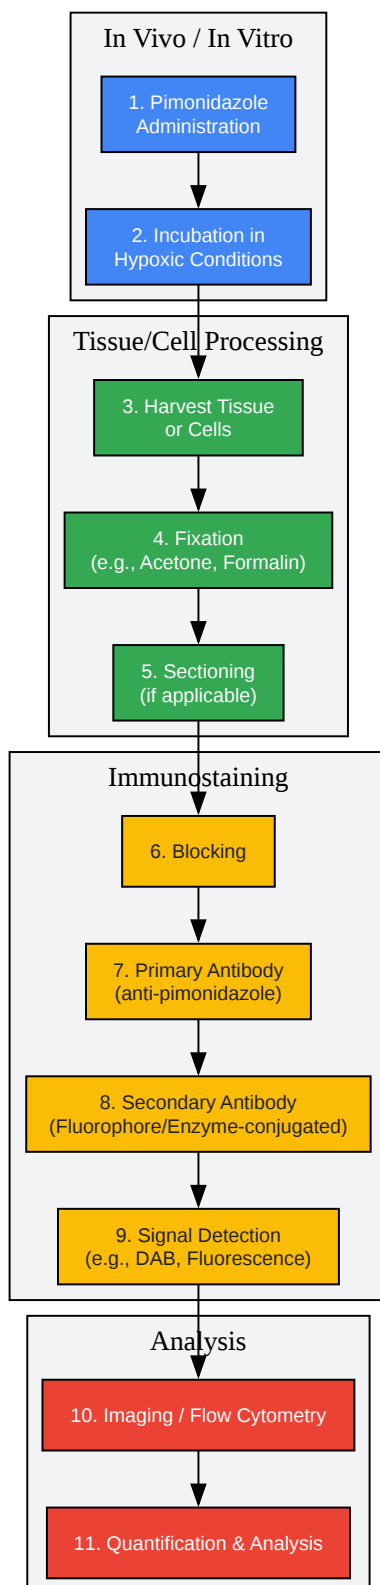 In Vivo / In Vitro
1. Pimonidazole
Administration
2. Incubation in
Hypoxic Conditions
Tissue/Cell Processing
3. Harvest Tissue
or Cells
4. Fixation
(e.g., Acetone, Formalin)
5. Sectioning
(if applicable)
Immunostaining
6. Blocking
7. Primary Antibody
(anti-pimonidazole)
8. Secondary Antibody
(Fluorophore/Enzyme-conjugated)
9. Signal Detection
(e.g., DAB, Fluorescence)
Analysis
10. Imaging / Flow Cytometry
11. Quantification & Analysis